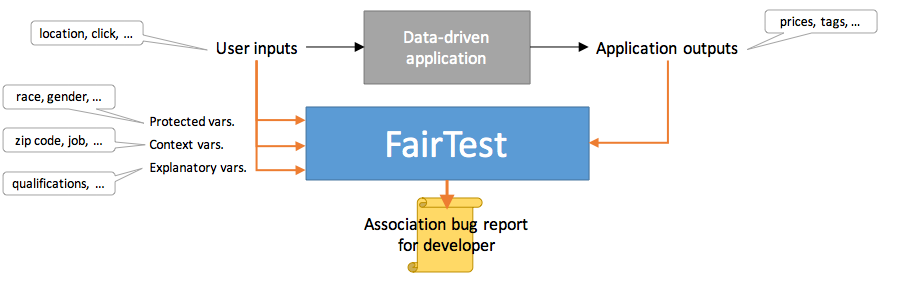 location, click, ...
User inputs
Data-driven
application
Application outputs
prices, tags, ...
race, gender, ...
Protected vars.
zip code, job, ...
Context vars.
Explanatory vars.
qualifications, ...
FairTest
Association bug report
for developer